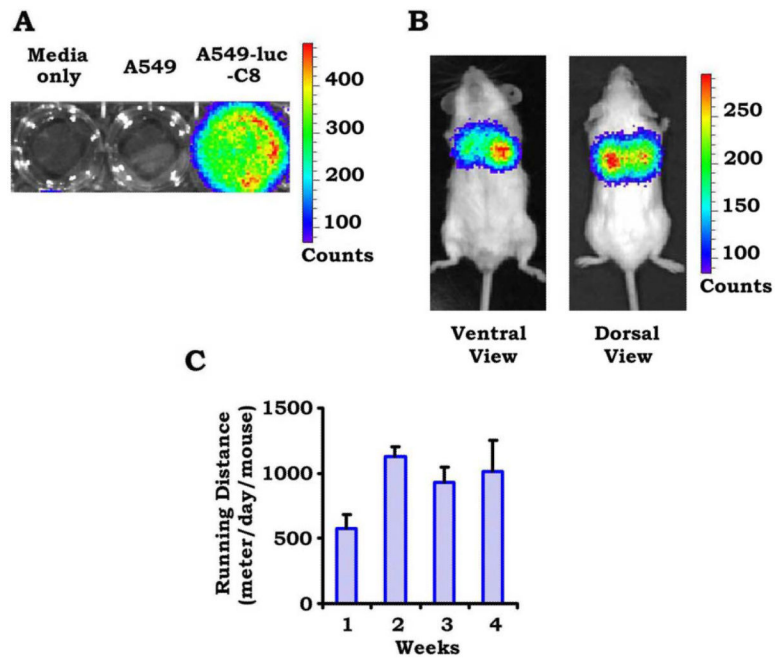 A
Media
only
A549
A549-luc
-C8
400
300
200
100
Counts
B
250
200
150
100
Counts
Ventral
View
Dorsal
View
C
Running Distance
(meter/day/mouse)
1500
1000
500
0
1 2 3 4
Weeks